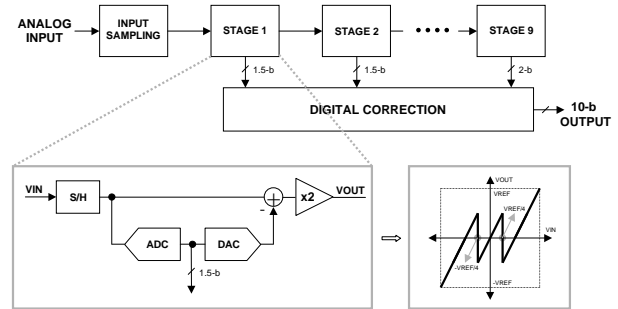 ANALOG INPUT
INPUT SAMPLING
STAGE 1
STAGE 2
STAGE 9
1.5-b
1.5-b
2-b
DIGITAL CORRECTION
10-b OUTPUT
VIN
S/H
-
x2
VOUT
ADC
DAC
1.5-b
VOUT
VREF
VREF/4
VIN
-VREF/4
-VREF